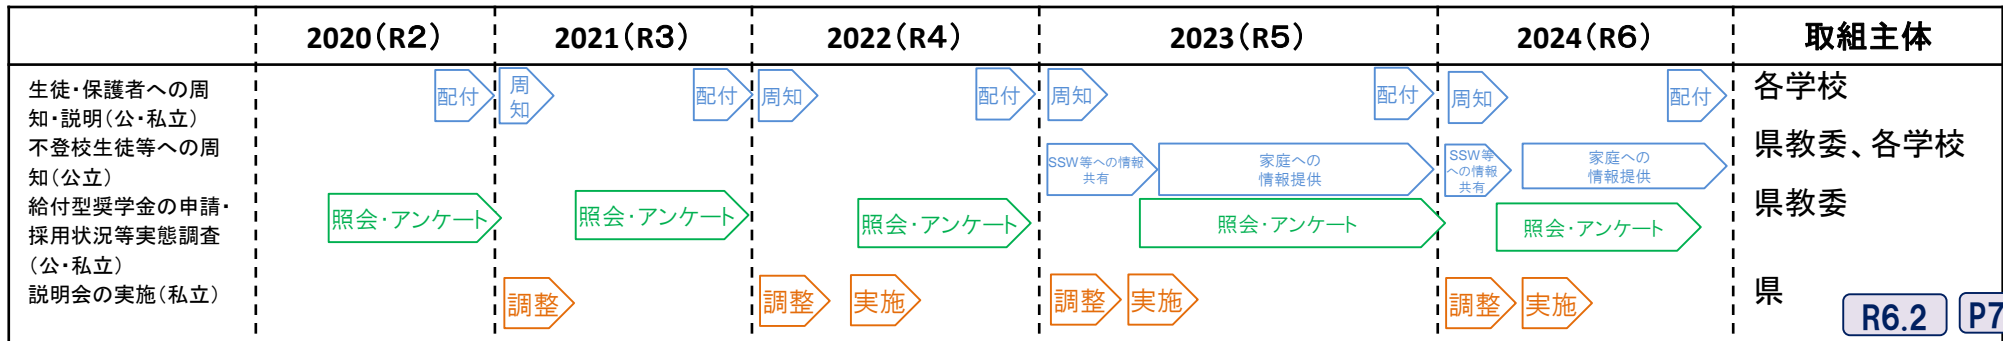 2020(R2) 2021(R3) 2022(R4) 2023(R5) 2024(R6) 取組主体
生徒・保護者への周
知・説明(公・私立)
配付 周
知 配付 周知 配付 周知 配付 周知 配付
各学校
不登校生徒等への周
知(公立)
SSW等への情報
共有
家庭への
情報提供
SSW等
への情報
共有
家庭への
情報提供
県教委、各学校
給付型奨学金の申請・
採用状況等実態調査
(公・私立)
照会・アンケート 照会・アンケート 照会・アンケート 照会・アンケート 照会・アンケート
県教委
説明会の実施(私立)
調整 調整 実施 調整 実施 調整 実施
県
R6.2 P7